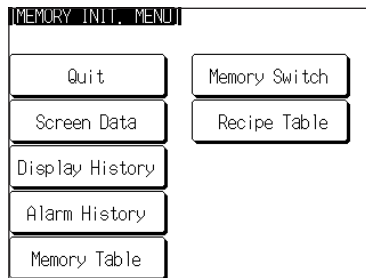 [MEMORY INIT. MENU]
Quit
Memory Switch
Screen Data
Recipe Table
Display History
Alarm History
Memory Table